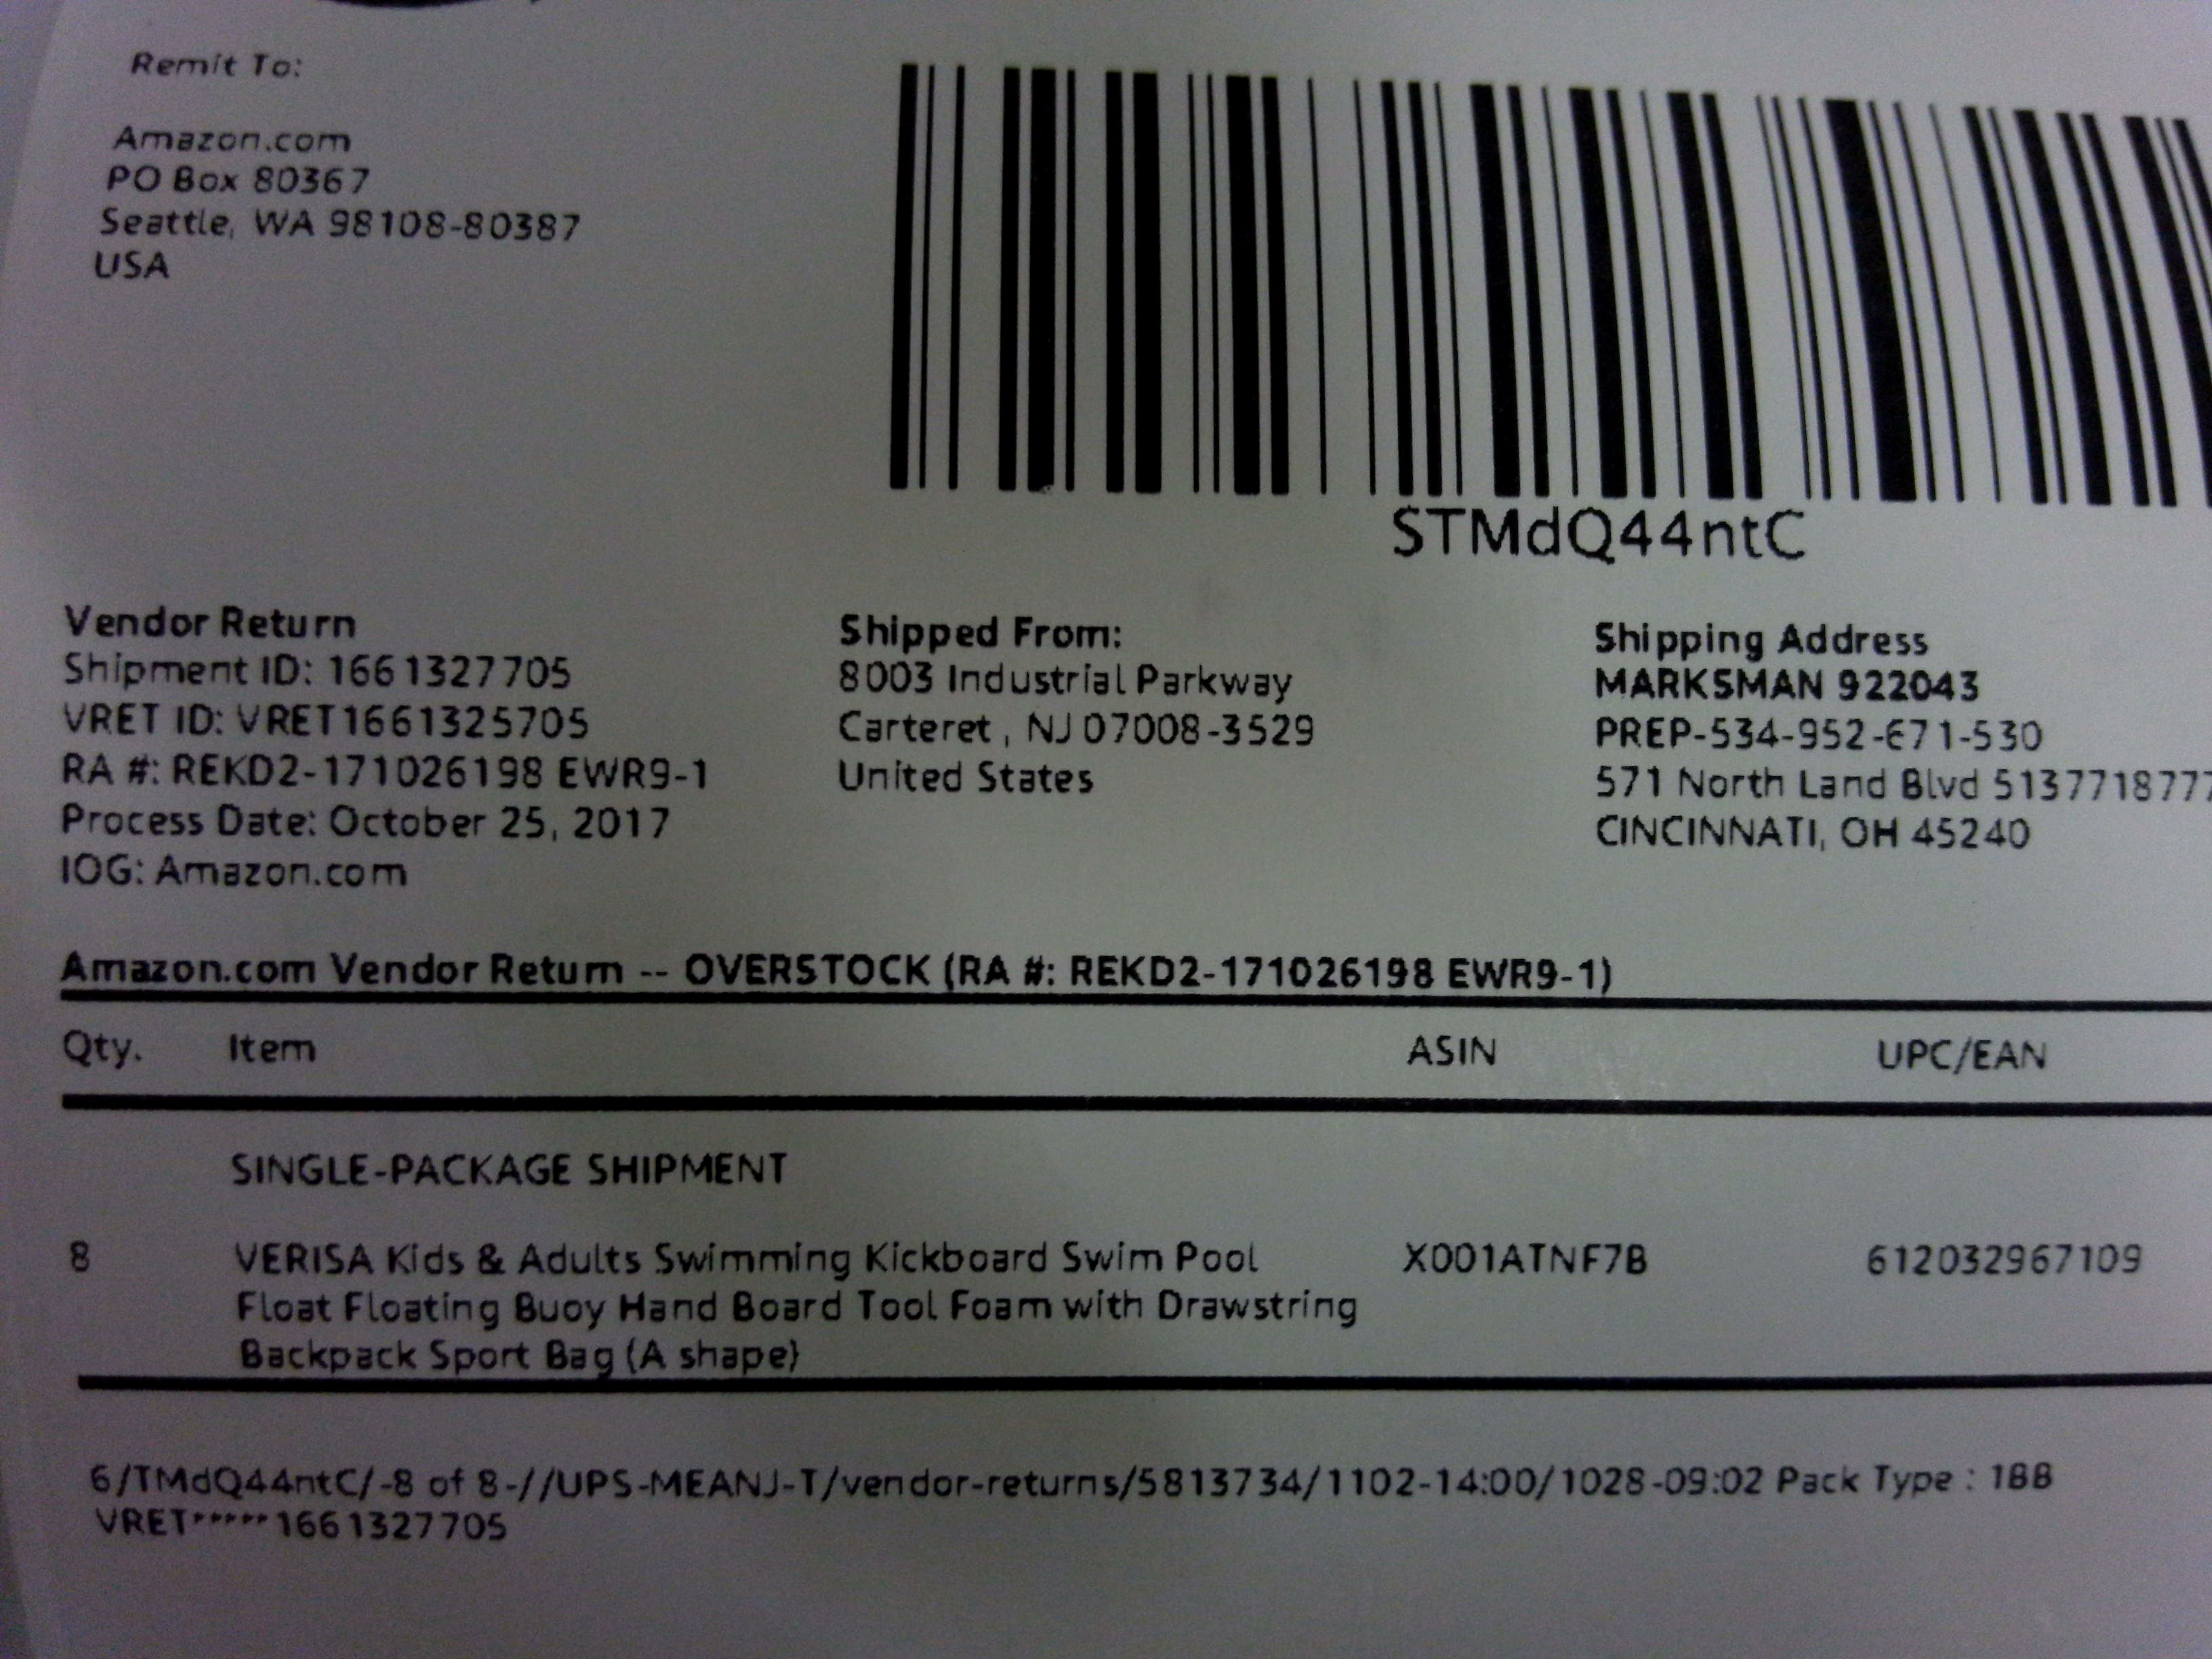 Remit To:
Amazon.com
PO Box 80367
Seattle, WA 98108-80387
USA
STMdQ44ntC
Vendor Return
Shipment ID: 1661327705
VRET ID: VRET1661325705
RA #: REKD2-171026198 EWR9-1
Process Date: October 25, 2017
IOG: Amazon.com
Shipped From:
8003 Industrial Parkway
Carteret , NJ 07008-3529
United States
Shipping Address
MARKSMAN 922043
PREP-534-952-671-530
571 North Land Blvd 5137718777
CINCINNATI, OH 45240
Amazon.com Vendor Return -- OVERSTOCK (RA #: REKD2-171026198 EWR9-1)
Qty. Item ASIN UPC/EAN
SINGLE-PACKAGE SHIPMENT
8 VERISA Kids & Adults Swimming Kickboard Swim Pool X001ATNF7B 612032967109
Float Floating Buoy Hand Board Tool Foam with Drawstring
Backpack Sport Bag (A shape)
6/TMdQ44ntC/-8 of 8-//UPS-MEANJ-T/vendor-returns/5813734/1102-14:00/1028-09:02 Pack Type : 1BB
VRET*****1661327705